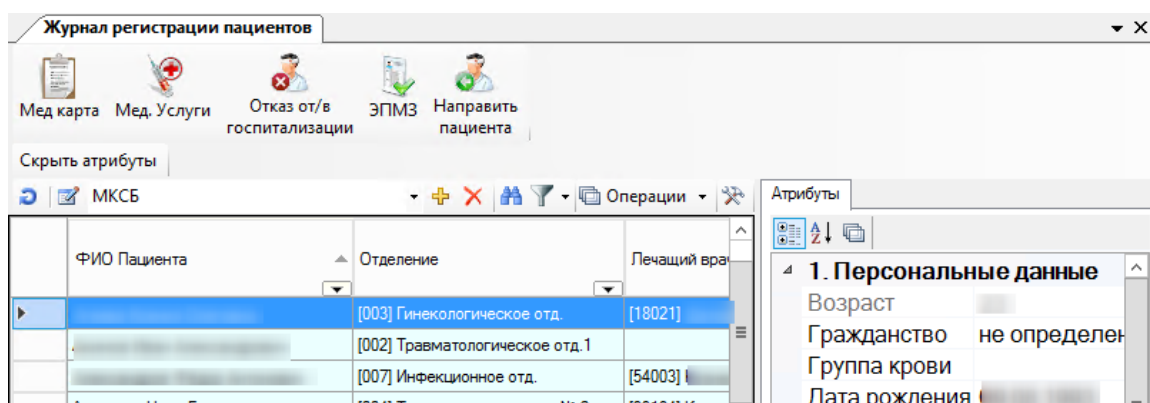 Журнал регистрации пациентов
Мед карта Мед. Услуги Отказ от/в госпитализации ЭПМЗ Направить пациента
Скрыть атрибуты
МКСБ Операции Атрибуты
ФИО Пациента Отделение Лечащий вра
1. Персональные данные
Возраст
[003] Гинекологическое отд. [18021]
Гражданство не определен
[002] Травматологическое отд.1
Группа крови
[007] Инфекционное отд. [54003]
Дата рождения